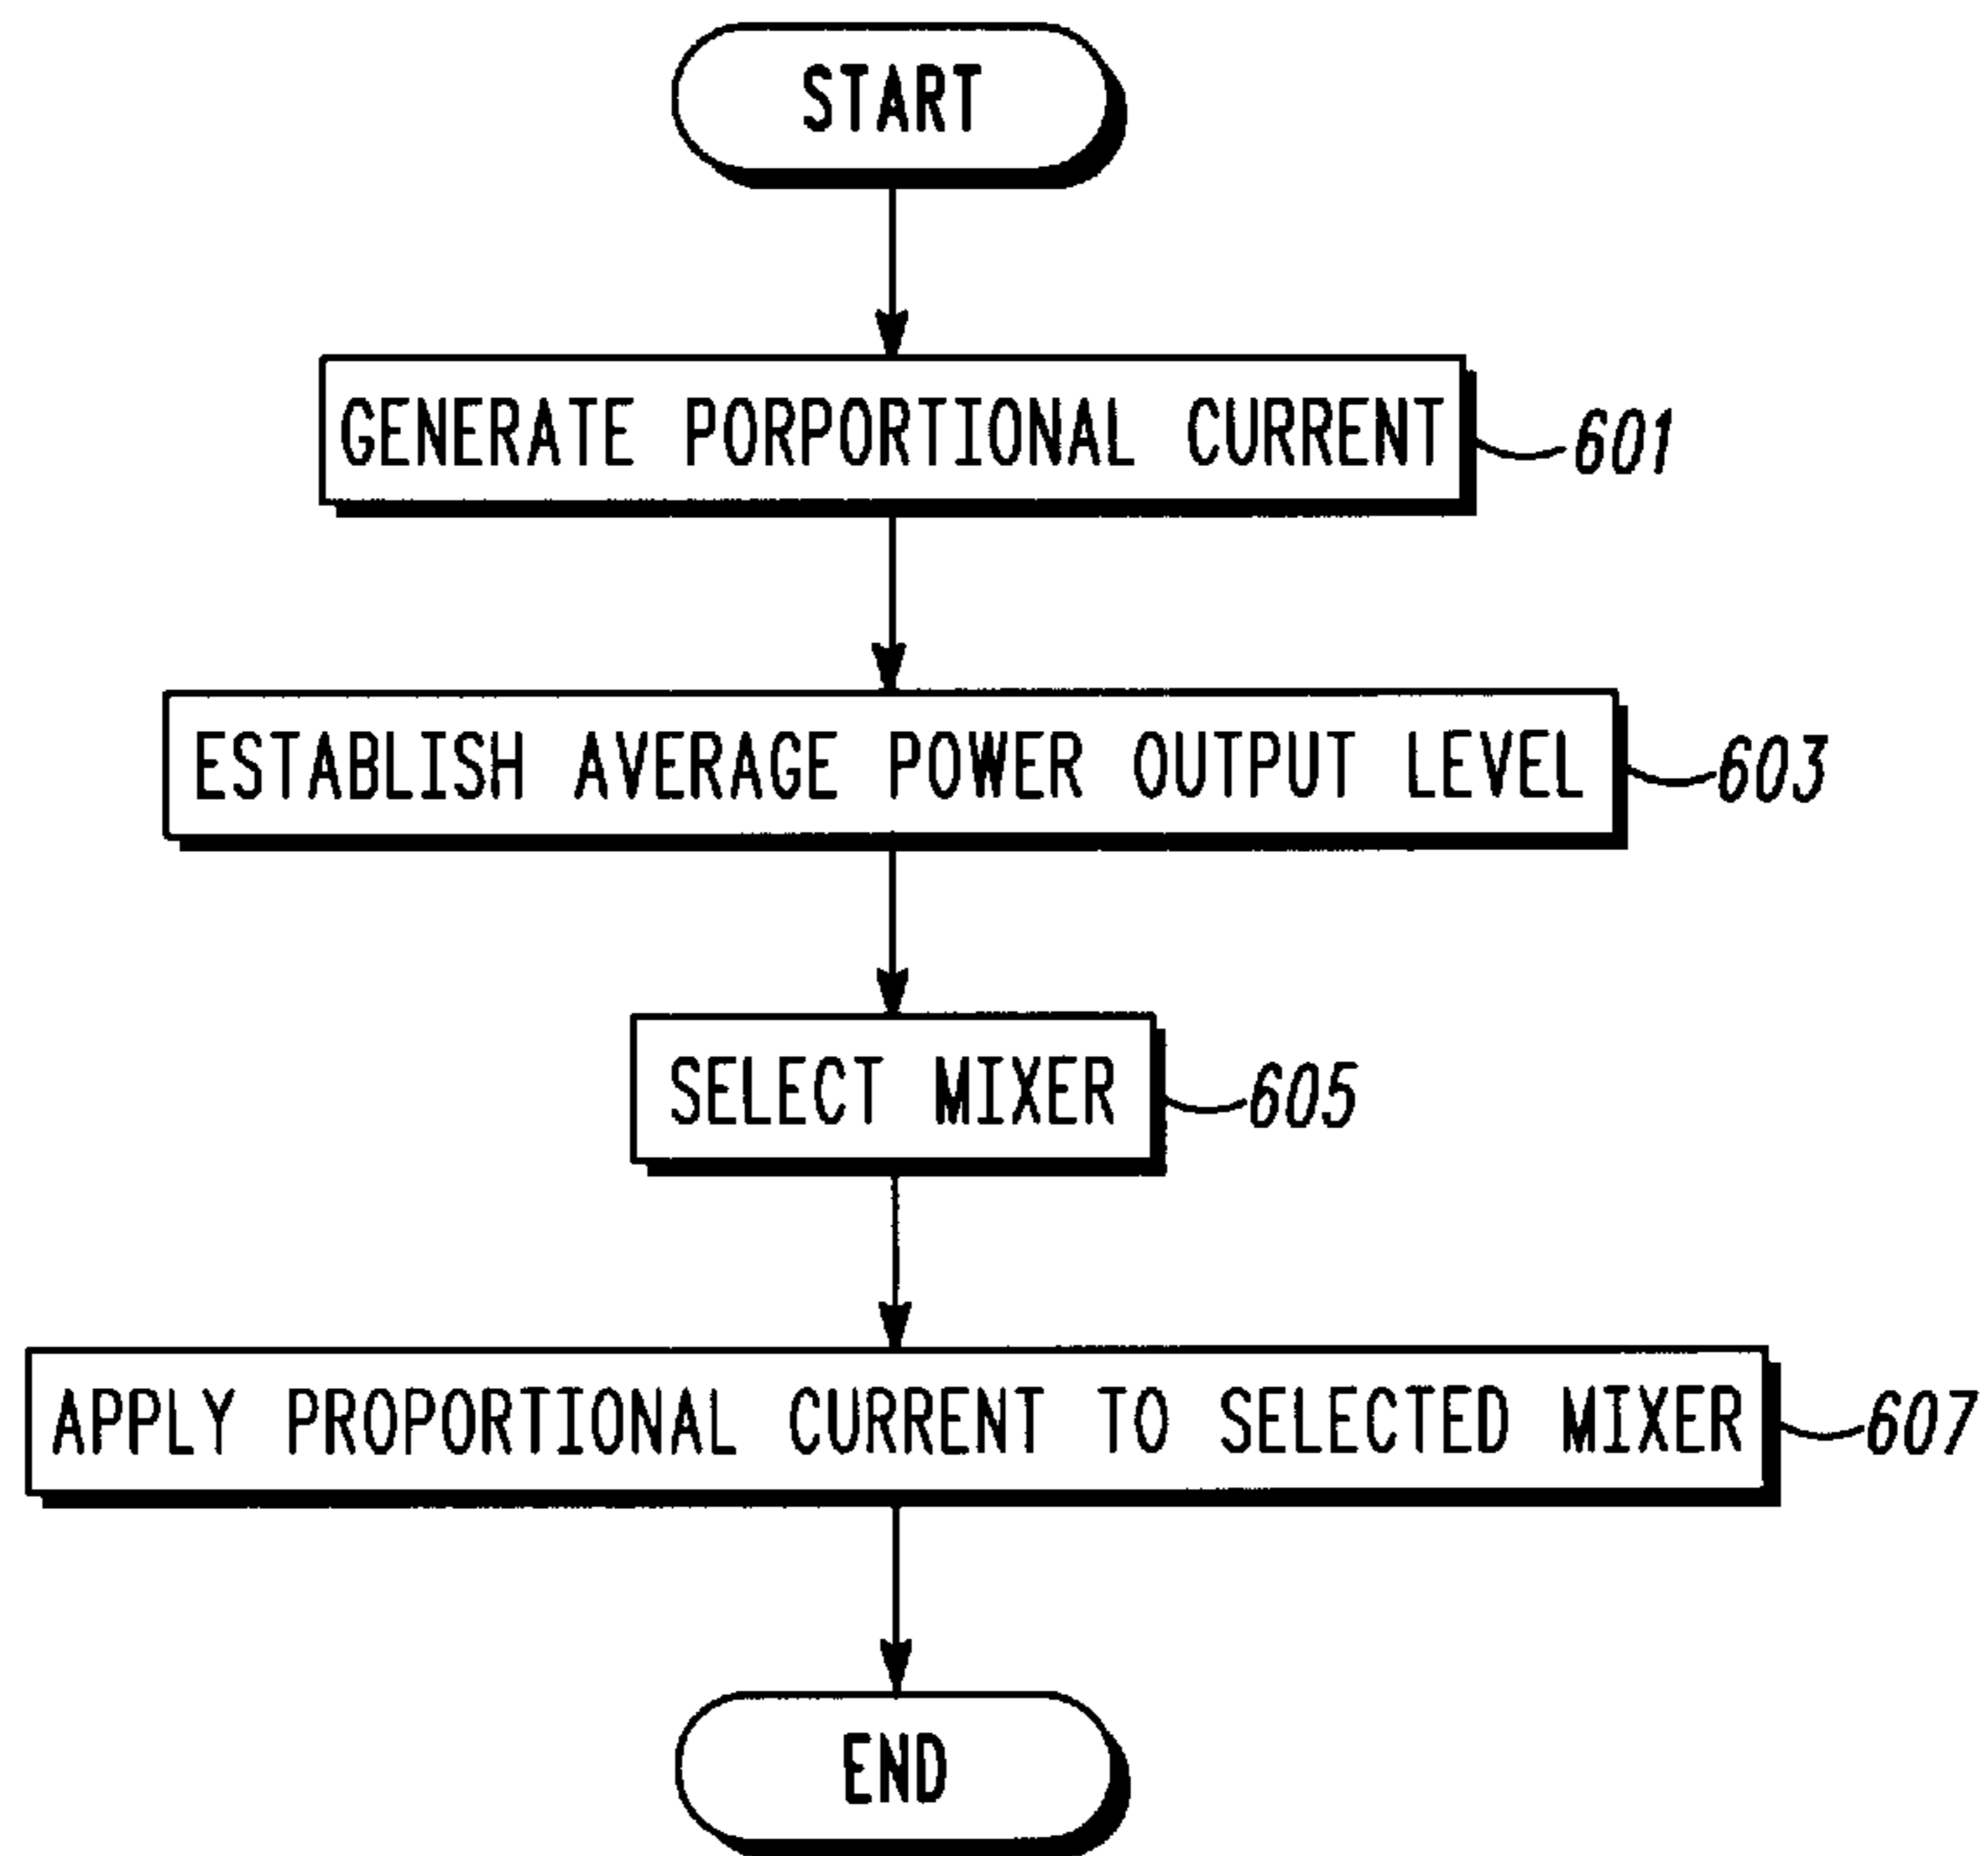 START
GENERATE PORPORTIONAL CURRENT 601
ESTABLISH AVERAGE POWER OUTPUT LEVEL 603
SELECT MIXER 605
APPLY PROPORTIONAL CURRENT TO SELECTED MIXER 607
END